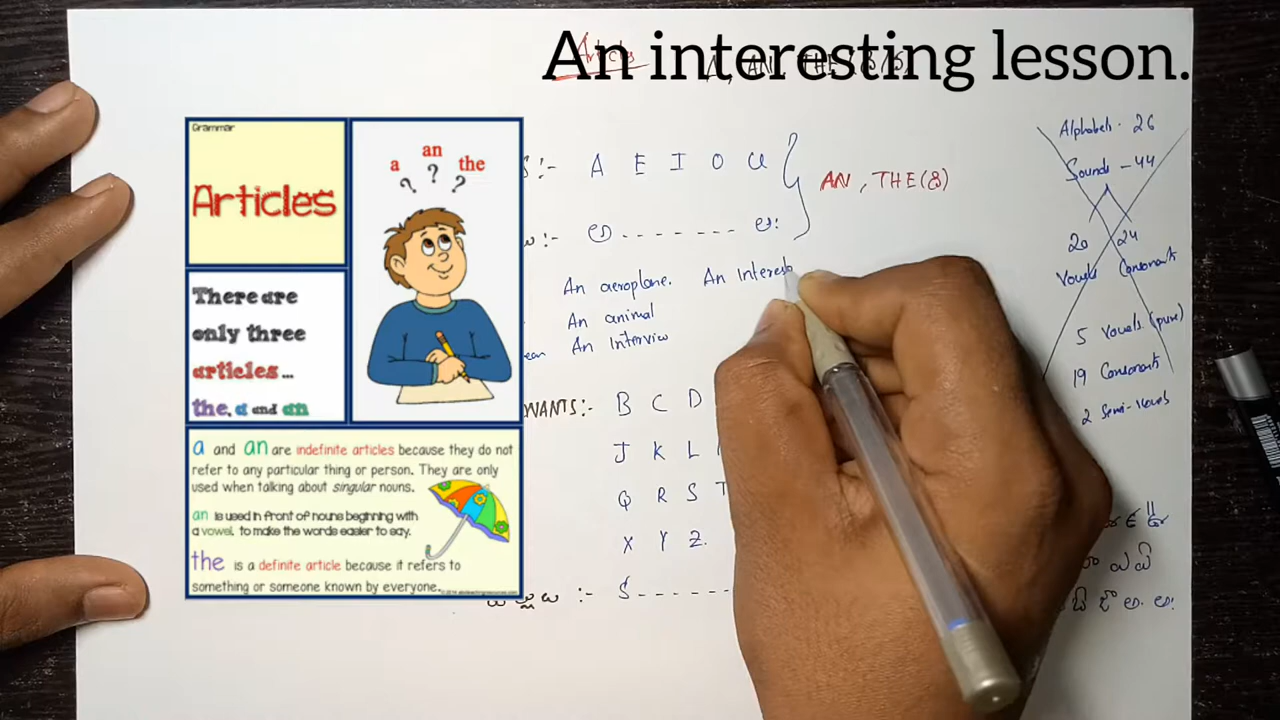 An interesting lesson.
Articles A, AN, THE (ది/ద)
Grammar
Articles
a an the
? ? ?
There are
only three
articles...
the, a and an
a and an are indefinite articles because they do not
refer to any particular thing or person. They are only
used when talking about singular nouns.
an is used in front of nouns beginning with
a vowel to make the words easier to say.
the is a definite article because it refers to
something or someone known by everyone.
:- A E I O U
AN, THE (ది)
:- అ - - - - - - - అః
An aeroplane. An Interest
An animal
An Interview
:- B C D
J K L
Q R S T
X Y Z.
Alphabets - 26
Sounds - 44
20 24
Vowels Consonants
5 Vowels (pure)
19 Consonants
2 Semi-vowels